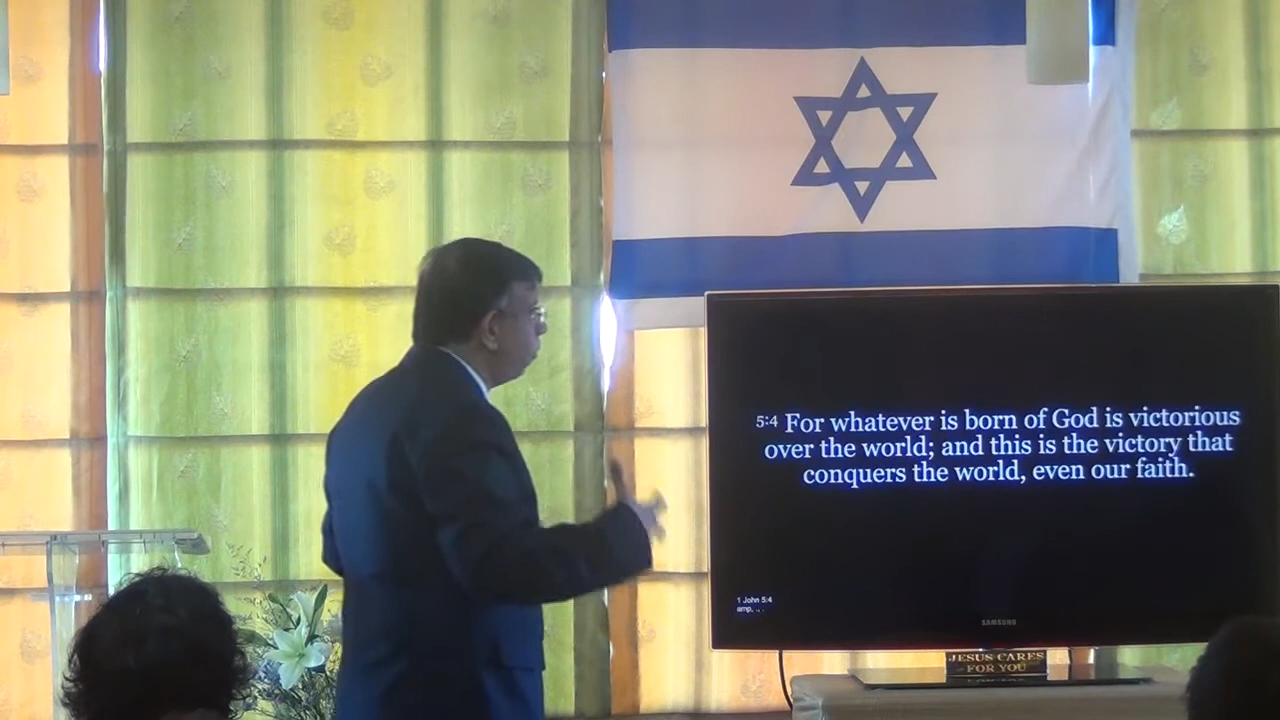 5:4 For whatever is born of God is victorious
over the world; and this is the victory that
conquers the world, even our faith.
1 John 5:4
amp, . .
SAMSUNG
JESUS CARES
FOR YOU